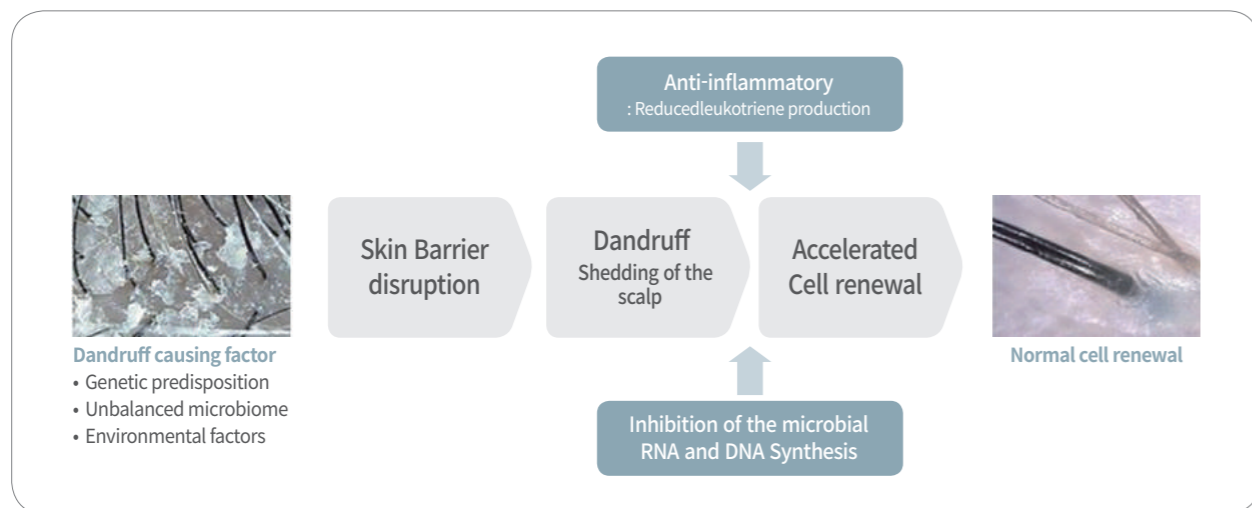 Anti-inflammatory
: Reducedleukotriene production
Skin Barrier
disruption
Dandruff
Shedding of the
scalp
Accelerated
Cell renewal
Dandruff causing factor
• Genetic predisposition
• Unbalanced microbiome
• Environmental factors
Normal cell renewal
Inhibition of the microbial
RNA and DNA Synthesis